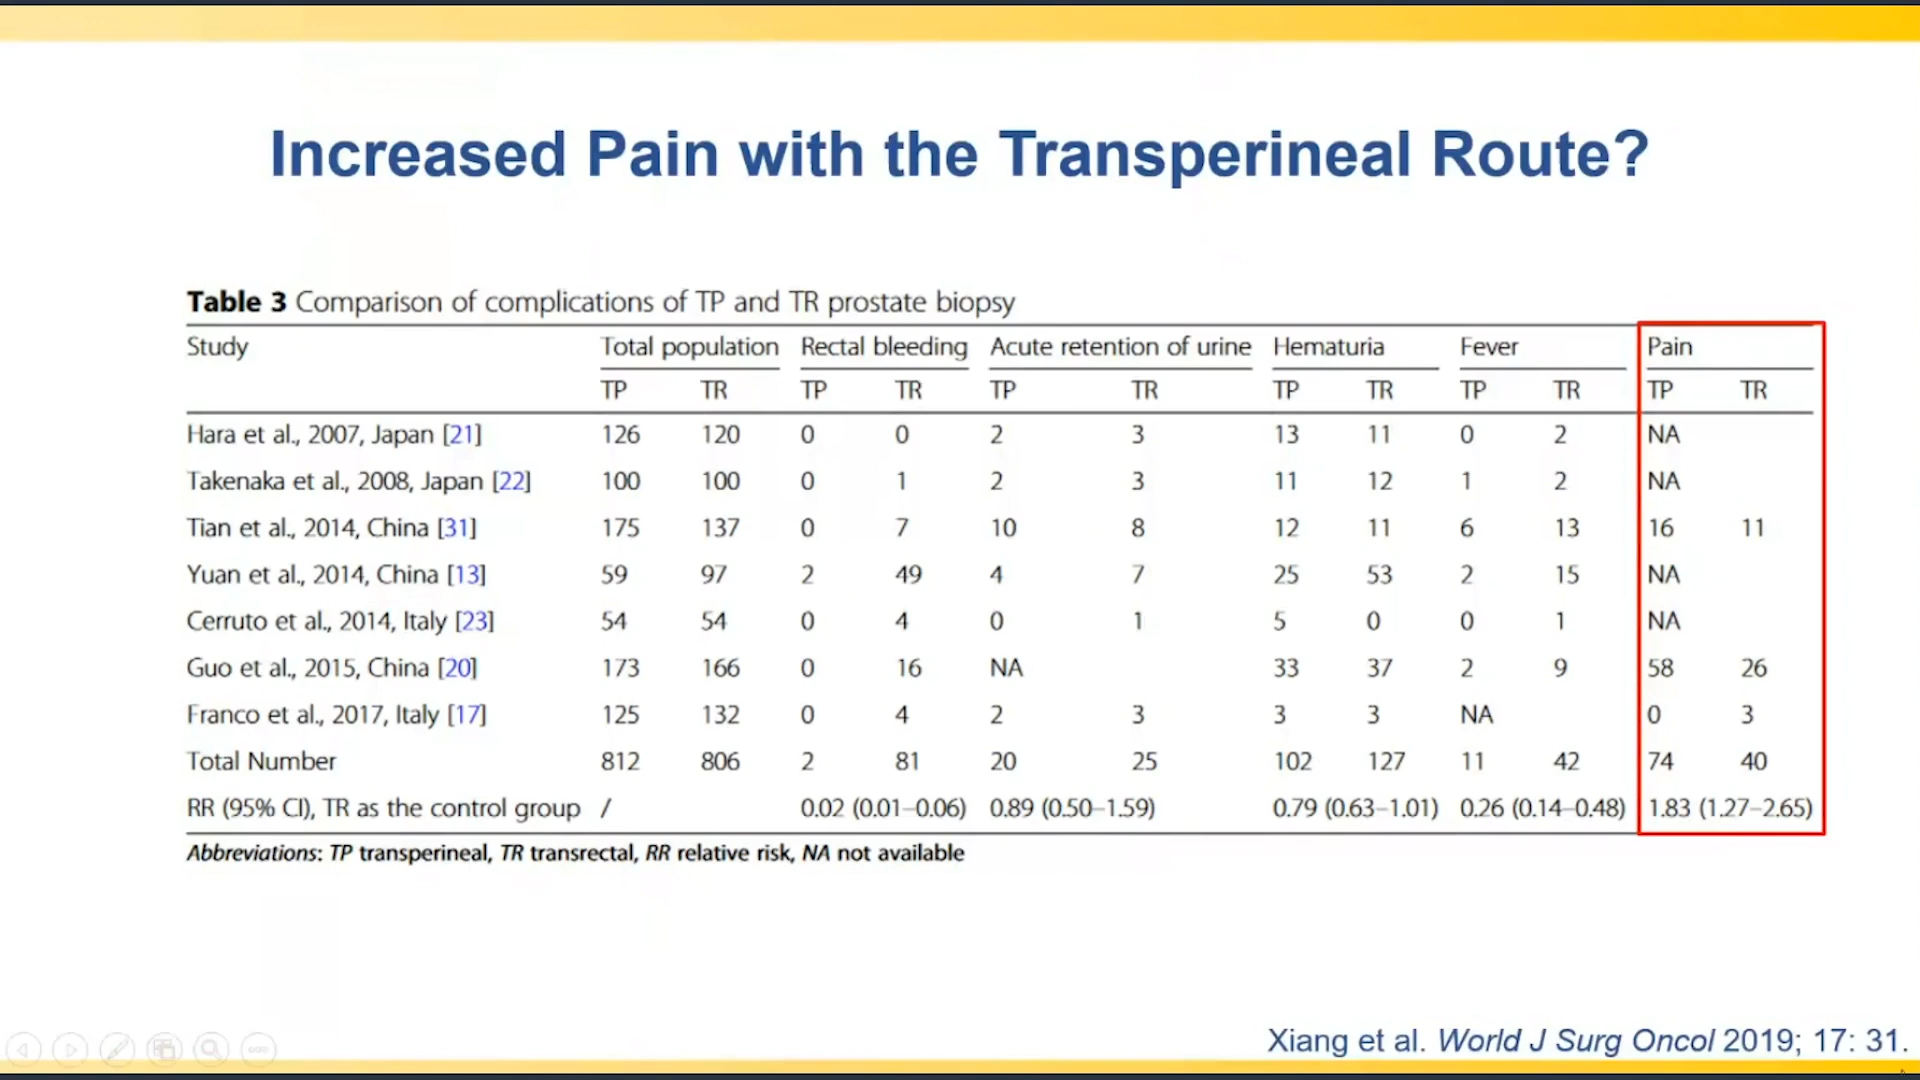 Increased Pain with the Transperineal Route?
Table 3 Comparison of complications of TP and TR prostate biopsy
Study Total population Rectal bleeding Acute retention of urine Hematuria Fever Pain
TP TR TP TR TP TR TP TR TP TR TP TR
Hara et al., 2007, Japan [21] 126 120 0 0 2 3 13 11 0 2 NA
Takenaka et al., 2008, Japan [22] 100 100 0 1 2 3 11 12 1 2 NA
Tian et al., 2014, China [31] 175 137 0 7 10 8 12 11 6 13 16 11
Yuan et al., 2014, China [13] 59 97 2 49 4 7 25 53 2 15 NA
Cerruto et al., 2014, Italy [23] 54 54 0 4 0 1 5 0 0 1 NA
Guo et al., 2015, China [20] 173 166 0 16 NA 33 37 2 9 58 26
Franco et al., 2017, Italy [17] 125 132 0 4 2 3 3 3 NA 0 3
Total Number 812 806 2 81 20 25 102 127 11 42 74 40
RR (95% CI), TR as the control group / 0.02 (0.01–0.06) 0.89 (0.50–1.59) 0.79 (0.63–1.01) 0.26 (0.14–0.48) 1.83 (1.27–2.65)
Abbreviations: TP transperineal, TR transrectal, RR relative risk, NA not available
Xiang et al. World J Surg Oncol 2019; 17: 31.